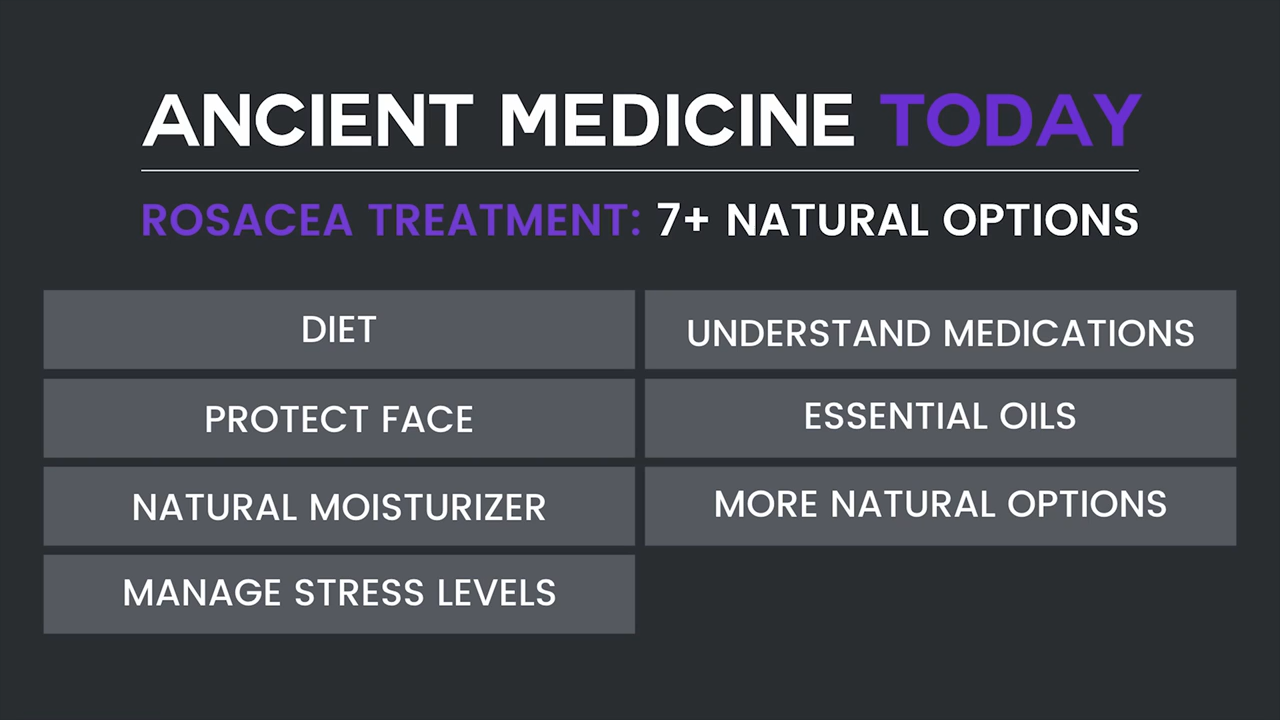 ANCIENT MEDICINE TODAY
ROSACEA TREATMENT: 7+ NATURAL OPTIONS
DIET
PROTECT FACE
NATURAL MOISTURIZER
MANAGE STRESS LEVELS
UNDERSTAND MEDICATIONS
ESSENTIAL OILS
MORE NATURAL OPTIONS